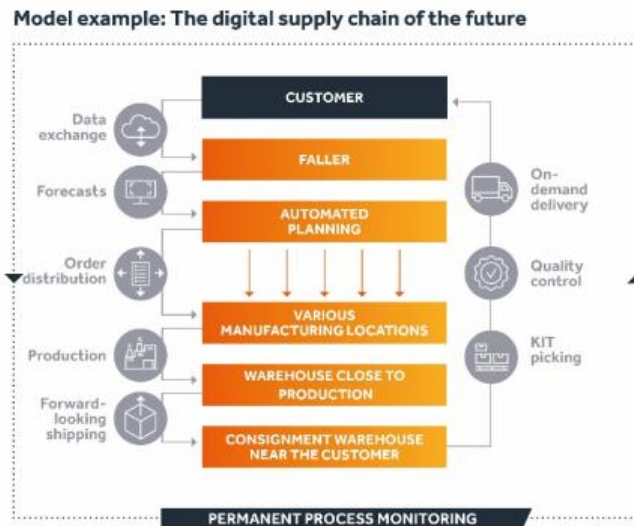 Model example: The digital supply chain of the future
CUSTOMER
Data
exchange
FALLER
Forecasts
AUTOMATED
PLANNING
Order
distribution
VARIOUS
MANUFACTURING LOCATIONS
Production
WAREHOUSE CLOSE TO
PRODUCTION
Forward-
looking
shipping
CONSIGNMENT WAREHOUSE
NEAR THE CUSTOMER
KIT
picking
Quality
control
On-
demand
delivery
PERMANENT PROCESS MONITORING